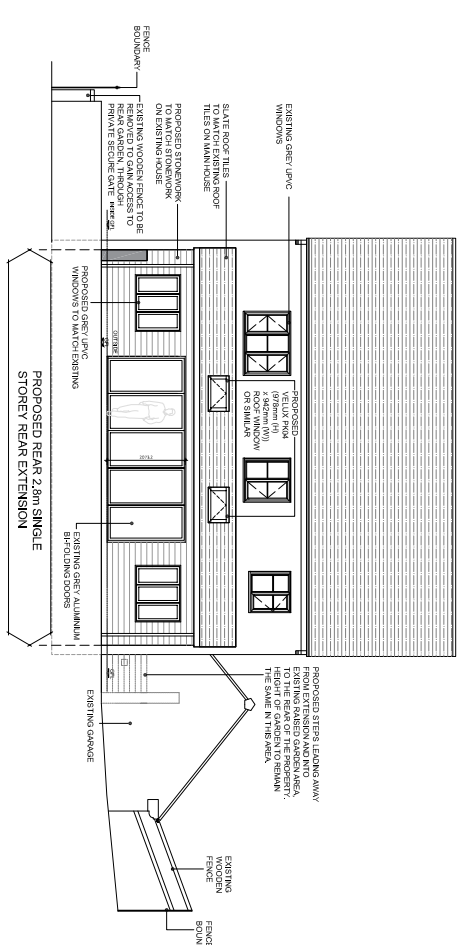 EXISTING GREY UPVC
WINDOWS
SLATE ROOF TILES
TO MATCH EXISTING ROOF
TILES ON MAIN HOUSE
PROPOSED STONEWORK
TO MATCH STONEWORK
ON EXISTING HOUSE
EXISTING WOODEN FENCE TO BE
REMOVED TO GAIN ACCESS TO
REAR GARDEN, THROUGH
PRIVATE SECURE GATE
FENCE
BOUNDARY
PROPOSED
VELUX PK04
(978mm (H)
x 942mm (W))
ROOF WINDOW
OR SIMILAR
OUTSIDE
PROPOSED GREY UPVC
WINDOWS TO MATCH EXISTING
EXISTING GREY ALUMINIUM
BI-FOLDING DOORS
PROPOSED REAR 2.8m SINGLE
STOREY REAR EXTENSION
PROPOSED STEPS LEADING AWAY
FROM EXTENSION AND INTO
EXISTING RAISED GARDEN AREA,
TO THE REAR OF THE PROPERTY.
HEIGHT OF GARDEN TO REMAIN
THE SAME IN THIS AREA.
EXISTING GARAGE
EXISTING
WOODEN
FENCE
FENCE
BOUN